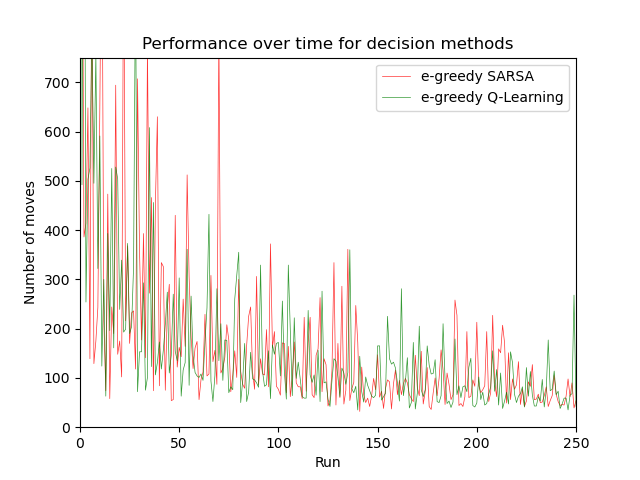 Performance over time for decision methods
e-greedy SARSA
e-greedy Q-Learning
Number of moves
700
600
500
400
300
200
100
0
0 50 100 150 200 250
Run